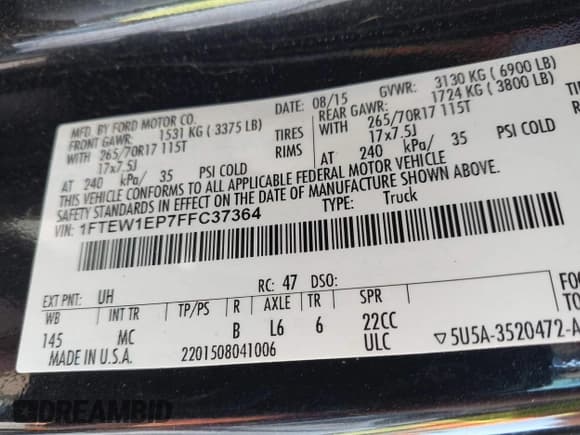 MFD. BY FORD MOTOR CO.
DATE: 08/15
GVWR: 3130 KG ( 6900 LB)
FRONT GAWR: 1531 KG ( 3375 LB)
REAR GAWR: 1724 KG ( 3800 LB)
WITH 265/70R17 115T TIRES
WITH 265/70R17 115T
17x7.5J RIMS
17x7.5J
AT 240 kPa/ 35 PSI COLD
AT 240 kPa/ 35 PSI COLD
THIS VEHICLE CONFORMS TO ALL APPLICABLE FEDERAL MOTOR VEHICLE
SAFETY STANDARDS IN EFFECT ON THE DATE OF MANUFACTURE SHOWN ABOVE.
VIN: 1FTEW1EP7FFC37364
TYPE: Truck
EXT PNT: UH RC: 47 DSO:
WB INT TR TP/PS R AXLE TR SPR
145 MC B L6 6 22CC
MADE IN U.S.A. 2201508041006 ULC
▽5U5A-3520472-A
DREAMBID